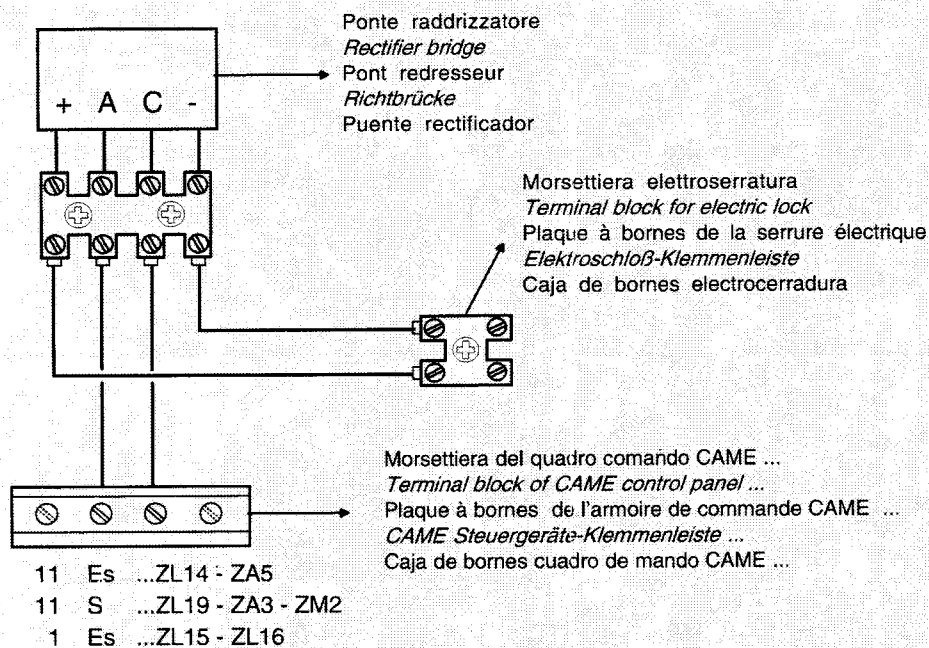 Ponte raddrizzatore
Rectifier bridge
Pont redresseur
Richtbrücke
Puente rectificador
+ A C -
Morsettiera elettroserratura
Terminal block for electric lock
Plaque à bornes de la serrure électrique
Elektroschloß-Klemmenleiste
Caja de bornes electrocerradura
Morsettiera del quadro comando CAME ...
Terminal block of CAME control panel ...
Plaque à bornes de l'armoire de commande CAME ...
CAME Steuergeräte-Klemmenleiste ...
Caja de bornes cuadro de mando CAME ...
11 Es ...ZL14 - ZA5
11 S ...ZL19 - ZA3 - ZM2
1 Es ...ZL15 - ZL16